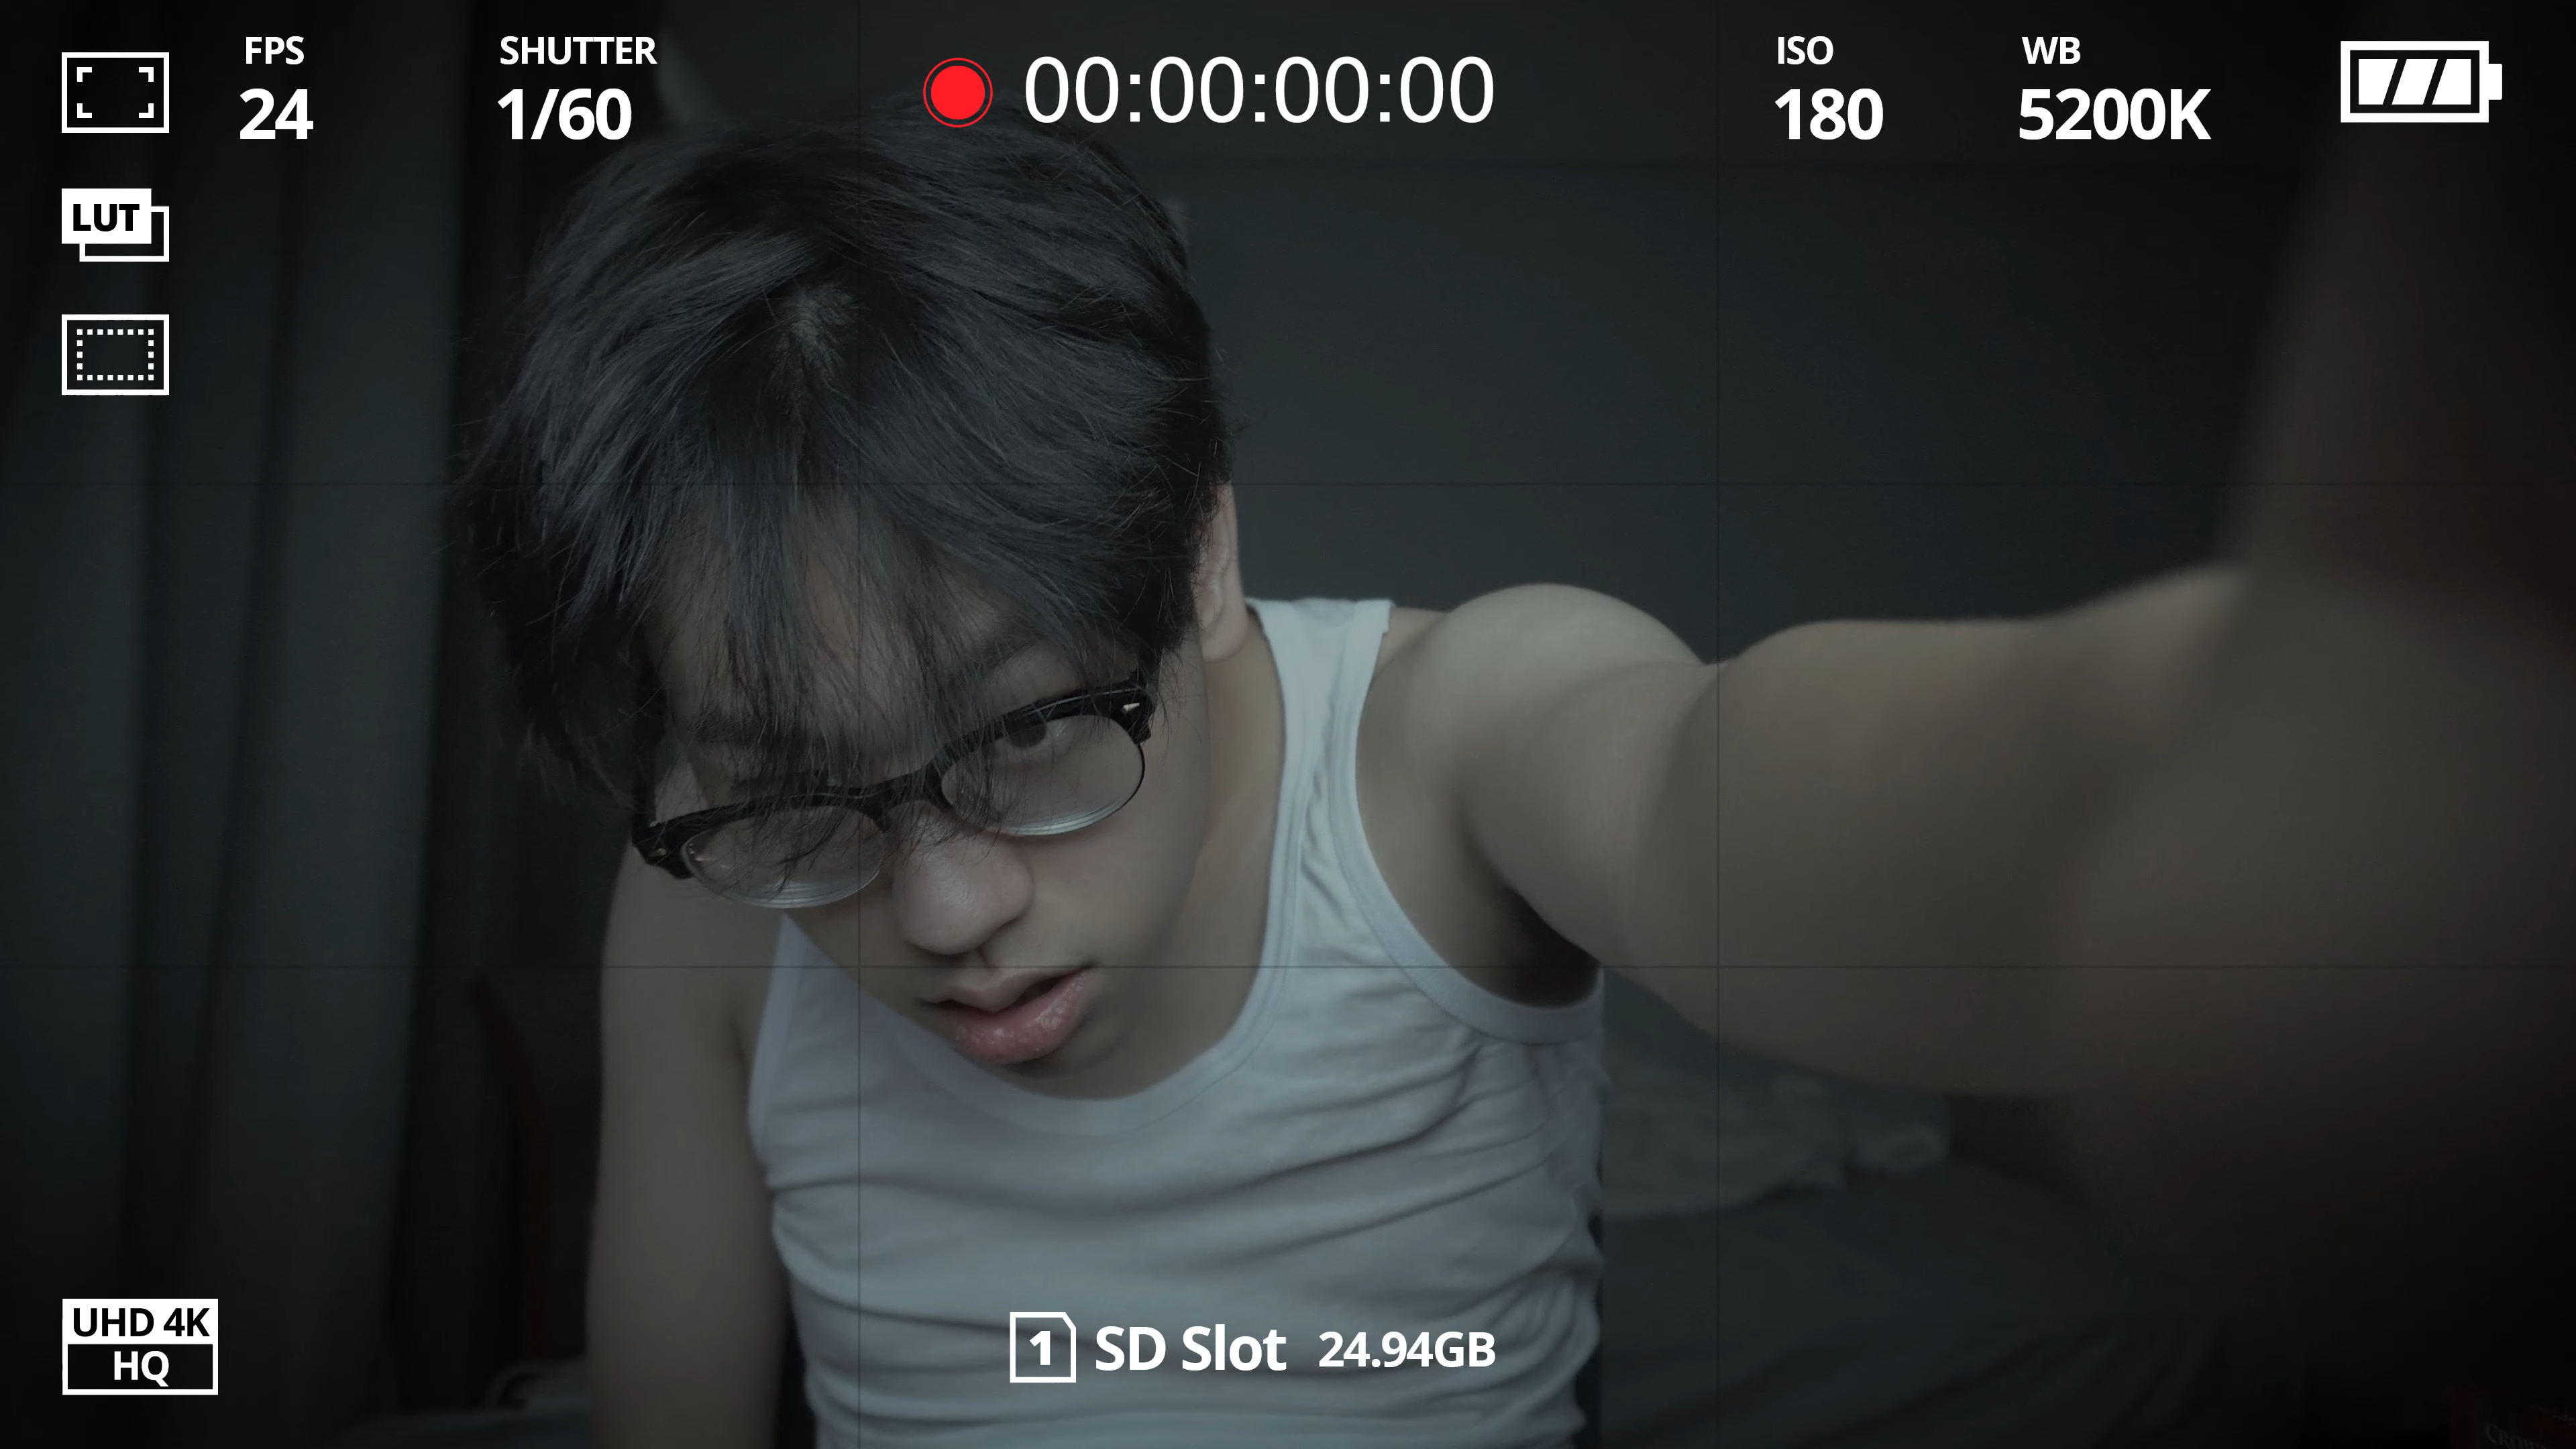 FPS
24
SHUTTER
1/60
00:00:00:00
ISO
180
WB
5200K
LUT
UHD 4K
HQ
1 SD Slot 24.94GB